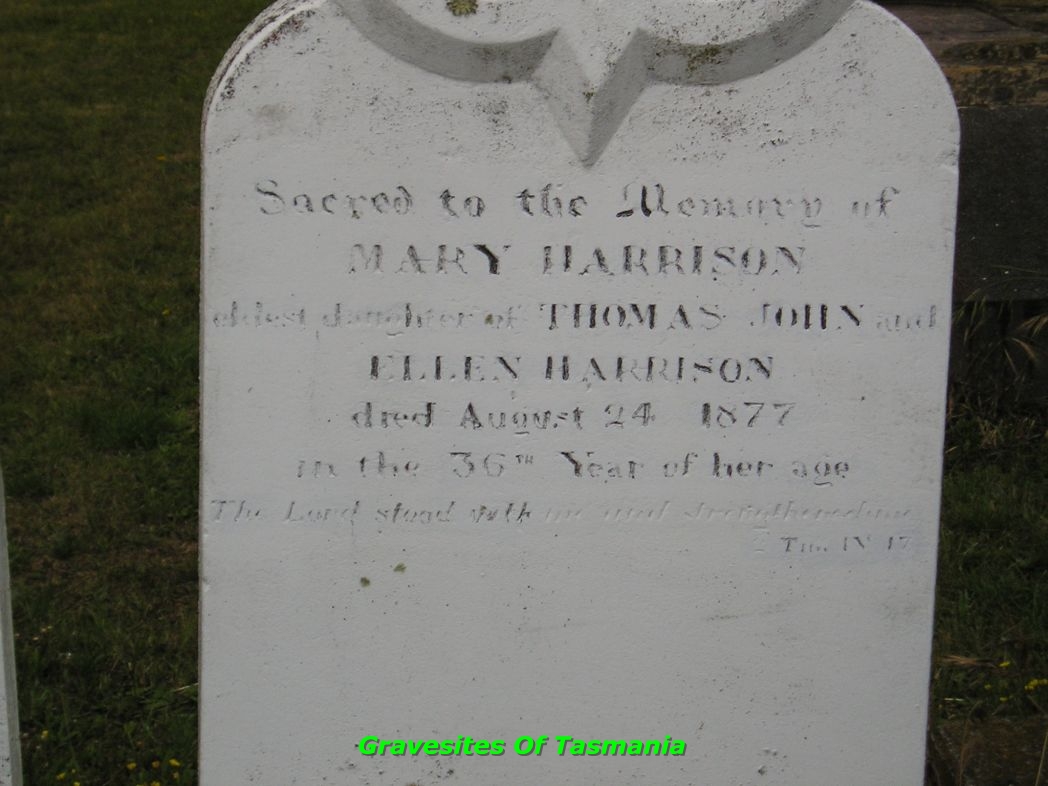 Sacred to the Memory of
MARY HARRISON
eldest daughter of THOMAS JOHN and
ELLEN HARRISON
died August 24 1877
in the 36TH Year of her age
The Lord stood with me and strengthened me
Tim. IV 17
Gravesites Of Tasmania